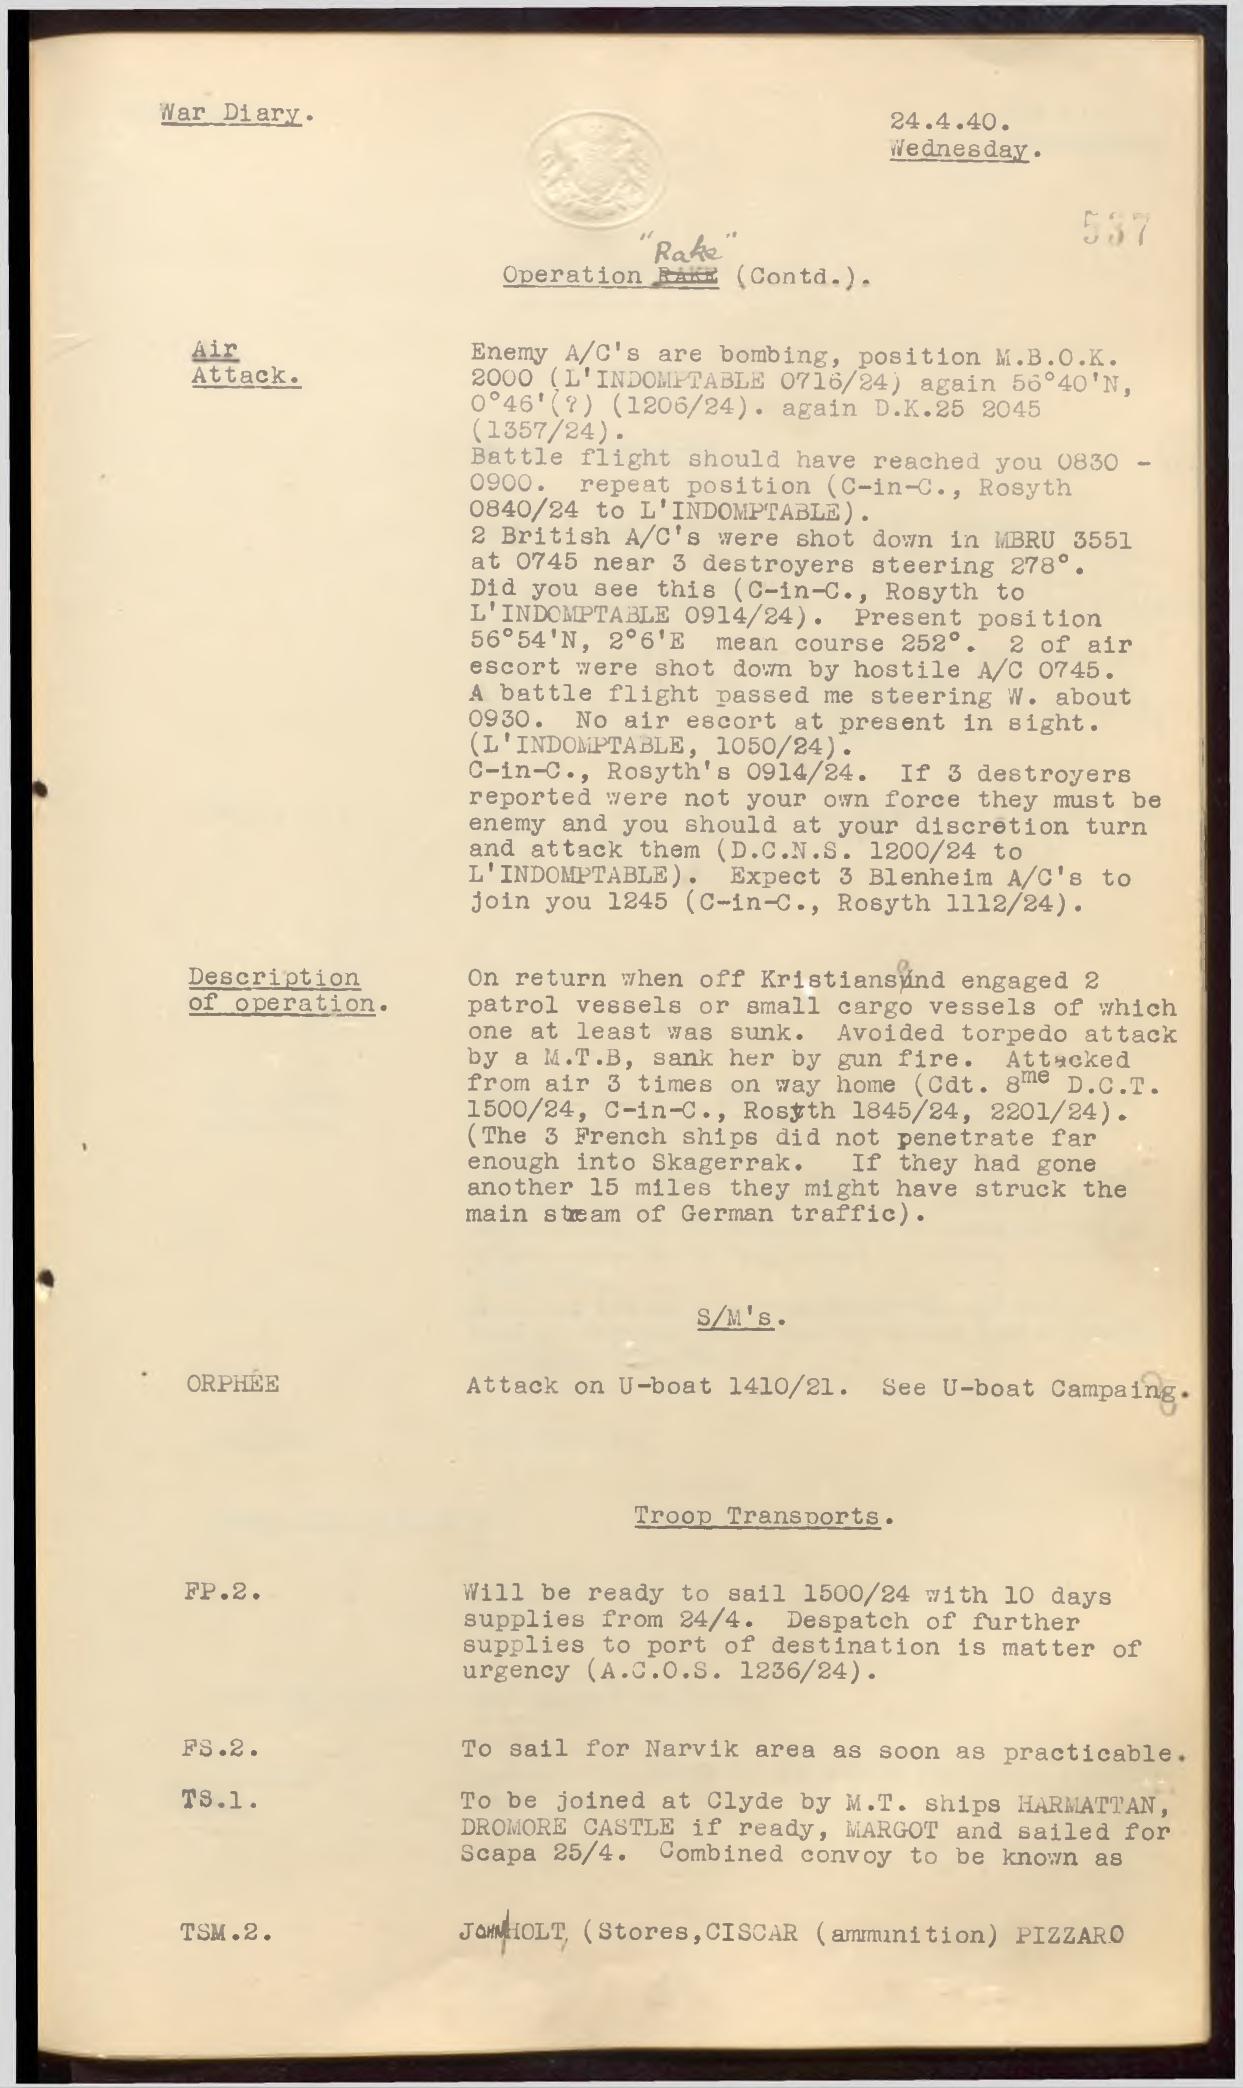 War Diary.
24.4.40.
Wednesday.
537
"Rake"
Operation RAKE (Contd.).
Air
Attack.
Enemy A/C's are bombing, position M.B.O.K.
2000 (L'INDOMPTABLE 0716/24) again 56°40'N,
0°46'(?) (1206/24). again D.K.25 2045
(1357/24).
Battle flight should have reached you 0830 -
0900. repeat position (C-in-C., Rosyth
0840/24 to L'INDOMPTABLE).
2 British A/C's were shot down in MBRU 3551
at 0745 near 3 destroyers steering 278°.
Did you see this (C-in-C., Rosyth to
L'INDOMPTABLE 0914/24). Present position
56°54'N, 2°6'E mean course 252°. 2 of air
escort were shot down by hostile A/C 0745.
A battle flight passed me steering W. about
0930. No air escort at present in sight.
(L'INDOMPTABLE, 1050/24).
C-in-C., Rosyth's 0914/24. If 3 destroyers
reported were not your own force they must be
enemy and you should at your discretion turn
and attack them (D.C.N.S. 1200/24 to
L'INDOMPTABLE). Expect 3 Blenheim A/C's to
join you 1245 (C-in-C., Rosyth 1112/24).
Description
of operation.
On return when off Kristiansand engaged 2
patrol vessels or small cargo vessels of which
one at least was sunk. Avoided torpedo attack
by a M.T.B, sank her by gun fire. Attacked
from air 3 times on way home (Cdt. 8me D.C.T.
1500/24, C-in-C., Rosyth 1845/24, 2201/24).
(The 3 French ships did not penetrate far
enough into Skagerrak. If they had gone
another 15 miles they might have struck the
main stream of German traffic).
S/M's.
ORPHÉE
Attack on U-boat 1410/21. See U-boat Campaing.
Troop Transports.
FP.2.
Will be ready to sail 1500/24 with 10 days
supplies from 24/4. Despatch of further
supplies to port of destination is matter of
urgency (A.C.O.S. 1236/24).
FS.2.
To sail for Narvik area as soon as practicable.
TS.1.
To be joined at Clyde by M.T. ships HARMATTAN,
DROMORE CASTLE if ready, MARGOT and sailed for
Scapa 25/4. Combined convoy to be known as
TSM.2.
JOHN HOLT, (Stores,CISCAR (ammunition) PIZZARO